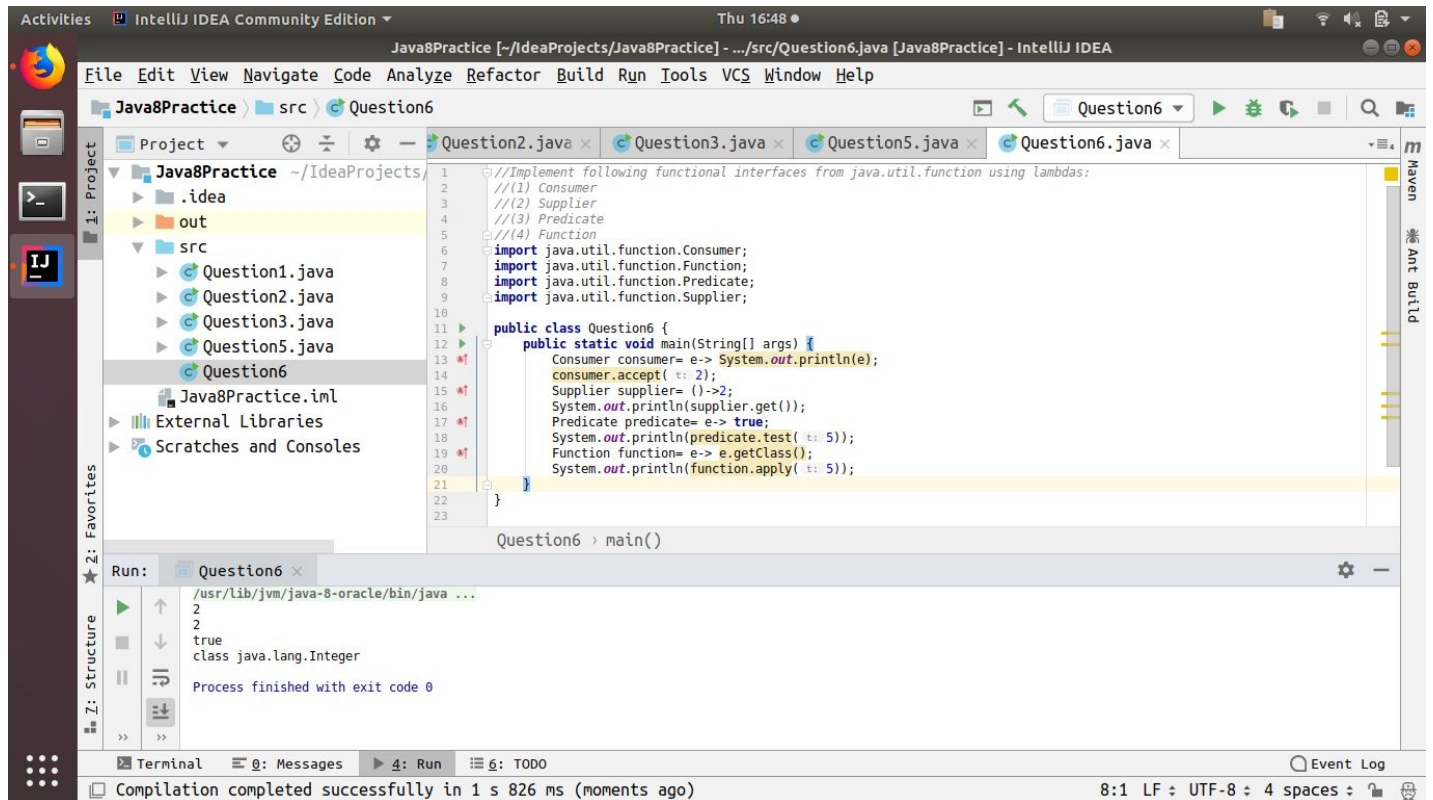 Activities IntelliJ IDEA Community Edition Thu 16:48
Java8Practice [~/IdeaProjects/Java8Practice] - .../src/Question6.java [Java8Practice] - IntelliJ IDEA
File Edit View Navigate Code Analyze Refactor Build Run Tools VCS Window Help
Java8Practice src Question6 Question6
Project Question2.java Question3.java Question5.java Question6.java
1: Project
Java8Practice ~/IdeaProjects/
.idea
out
src
Question1.java
Question2.java
Question3.java
Question5.java
Question6
Java8Practice.iml
External Libraries
Scratches and Consoles
1 //Implement following functional interfaces from java.util.function using lambdas:
2 //(1) Consumer
3 //(2) Supplier
4 //(3) Predicate
5 //(4) Function
6 import java.util.function.Consumer;
7 import java.util.function.Function;
8 import java.util.function.Predicate;
9 import java.util.function.Supplier;
10
11 public class Question6 {
12 public static void main(String[] args) {
13 Consumer consumer= e-> System.out.println(e);
14 consumer.accept( t: 2);
15 Supplier supplier= ()->2;
16 System.out.println(supplier.get());
17 Predicate predicate= e-> true;
18 System.out.println(predicate.test( t: 5));
19 Function function= e-> e.getClass();
20 System.out.println(function.apply( t: 5));
21 }
22 }
23
Question6 › main()
m Maven
Ant Build
2: Favorites
Z: Structure
Run: Question6
/usr/lib/jvm/java-8-oracle/bin/java ...
2
2
true
class java.lang.Integer
Process finished with exit code 0
Terminal 0: Messages 4: Run 6: TODO Event Log
Compilation completed successfully in 1 s 826 ms (moments ago) 8:1 LF UTF-8 4 spaces